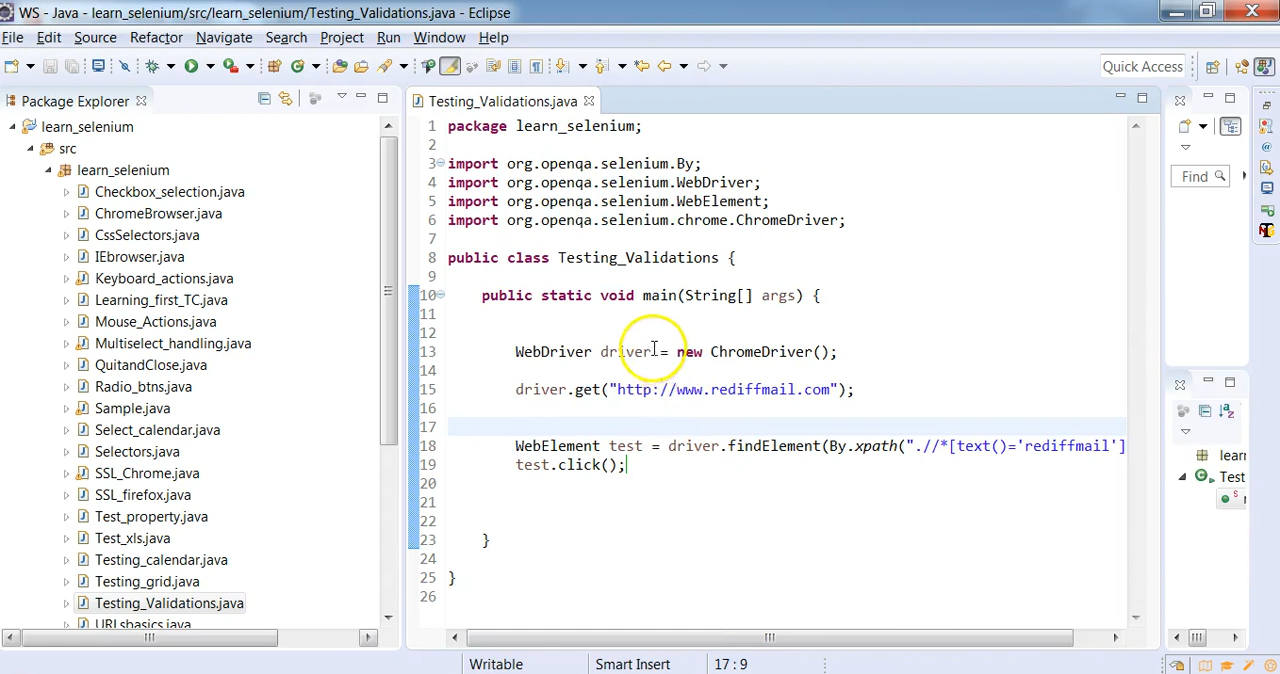 WS - Java - learn_selenium/src/learn_selenium/Testing_Validations.java - Eclipse
File Edit Source Refactor Navigate Search Project Run Window Help
Quick Access
Package Explorer
learn_selenium
src
learn_selenium
Checkbox_selection.java
ChromeBrowser.java
CssSelectors.java
IEbrowser.java
Keyboard_actions.java
Learning_first_TC.java
Mouse_Actions.java
Multiselect_handling.java
QuitandClose.java
Radio_btns.java
Sample.java
Select_calendar.java
Selectors.java
SSL_Chrome.java
SSL_firefox.java
Test_property.java
Test_xls.java
Testing_calendar.java
Testing_grid.java
Testing_Validations.java
URLsbasics.java
Testing_Validations.java
1 package learn_selenium;
2
3 import org.openqa.selenium.By;
4 import org.openqa.selenium.WebDriver;
5 import org.openqa.selenium.WebElement;
6 import org.openqa.selenium.chrome.ChromeDriver;
7
8 public class Testing_Validations {
9
10 public static void main(String[] args) {
11
12
13 WebDriver driver = new ChromeDriver();
14
15 driver.get("http://www.rediffmail.com");
16
17
18 WebElement test = driver.findElement(By.xpath(".//*[text()='rediffmail']
19 test.click();
20
21
22
23 }
24
25 }
26
Find
learn
Test
Writable Smart Insert 17 : 9